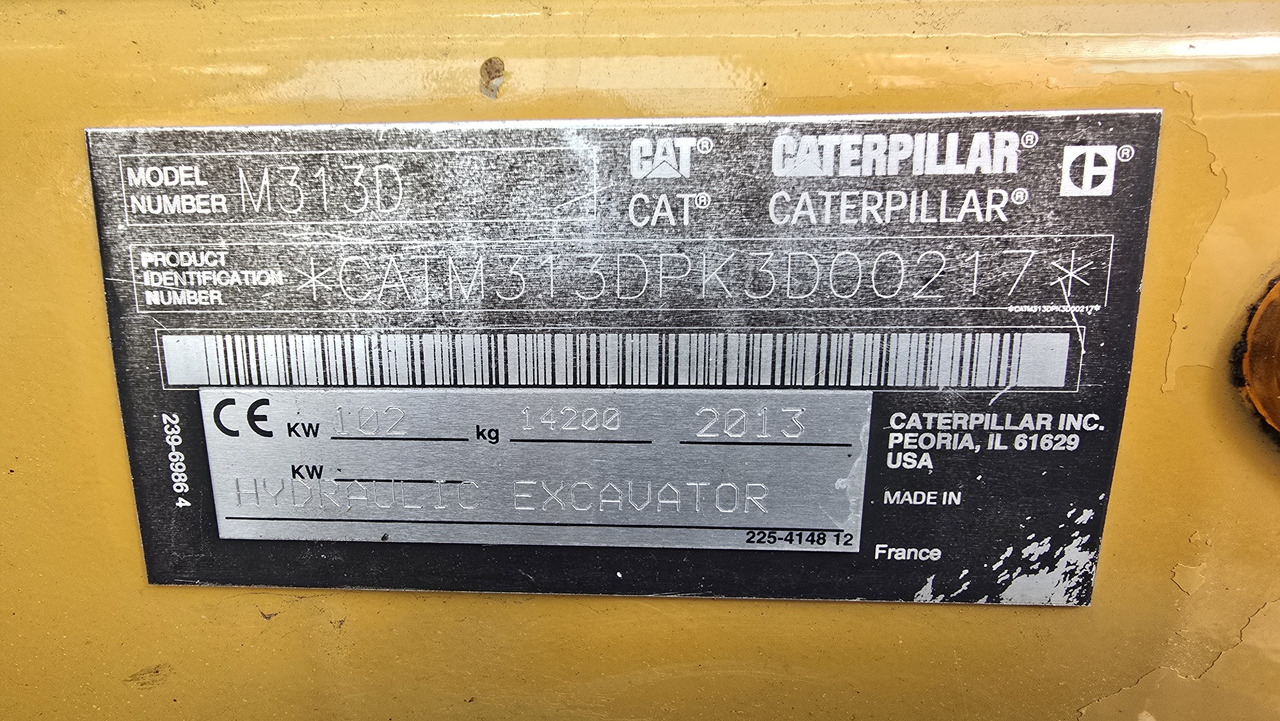 MODEL NUMBER M313D
CAT® CATERPILLAR®
CAT® CATERPILLAR®
PRODUCT IDENTIFICATION NUMBER *CATM313DPK3D00217*
*CATM313DPK3D00217*
239-6986 4
CE KW 102 kg 14200 2013
KW
HYDRAULIC EXCAVATOR
225-4148 12
CATERPILLAR INC.
PEORIA, IL 61629
USA
MADE IN
France